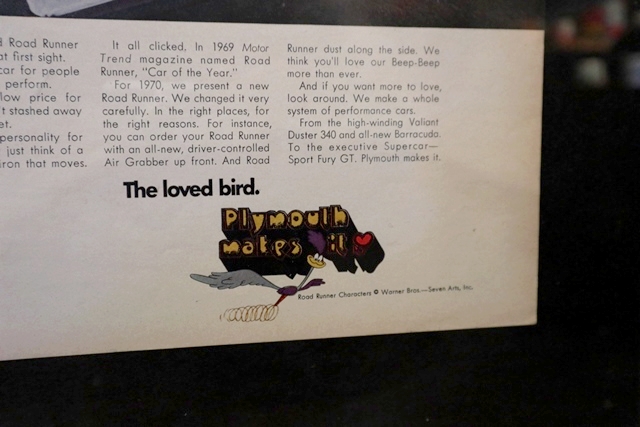 Road Runner
at first sight.
car for people
perform.
low price for
t stashed away
et.
personality for
just think of a
iron that moves.
It all clicked. In 1969 Motor
Trend magazine named Road
Runner, "Car of the Year."
For 1970, we present a new
Road Runner. We changed it very
carefully. In the right places, for
the right reasons. For instance,
you can order your Road Runner
with an all-new, driver-controlled
Air Grabber up front. And Road
Runner dust along the side. We
think you'll love our Beep-Beep
more than ever.
And if you want more to love,
look around. We make a whole
system of performance cars.
From the high-winding Valiant
Duster 340 and all-new Barracuda.
To the executive Supercar—
Sport Fury GT. Plymouth makes it.
The loved bird.
Plymouth
makes it
Road Runner Characters © Warner Bros.—Seven Arts, Inc.